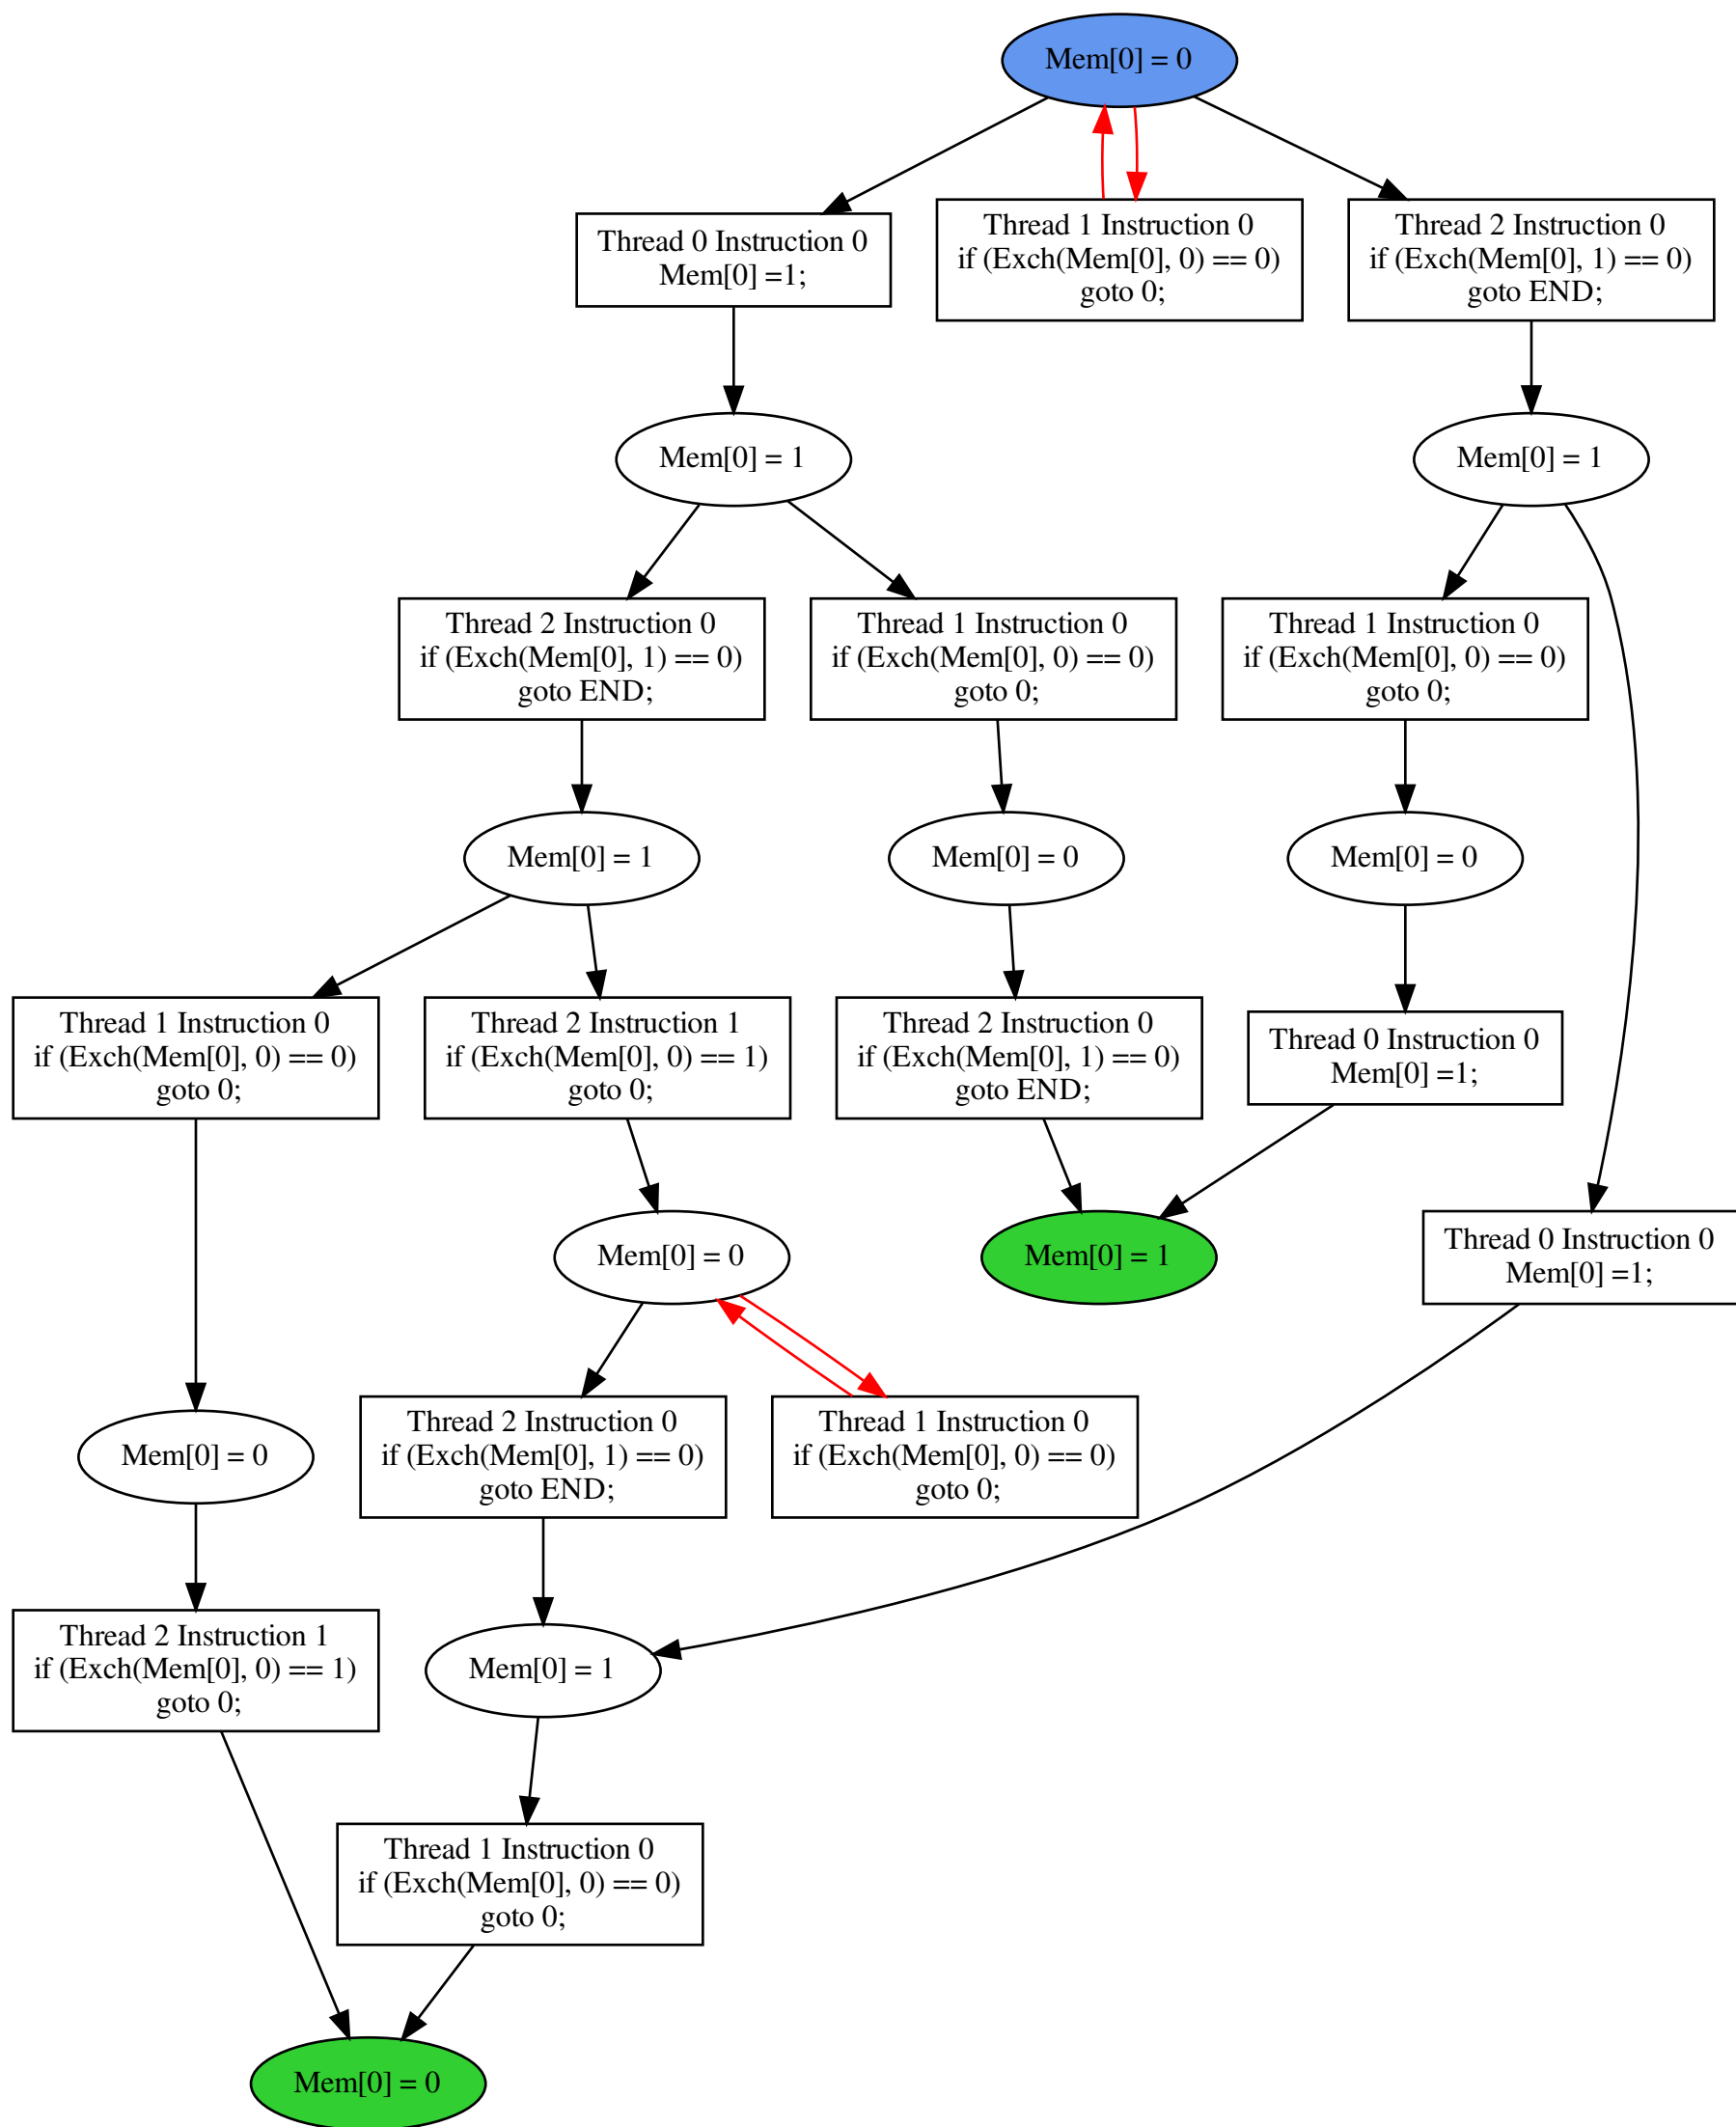 Mem[0] = 0
Thread 0 Instruction 0
Mem[0] =1;
Thread 1 Instruction 0
if (Exch(Mem[0], 0) == 0)
goto 0;
Thread 2 Instruction 0
if (Exch(Mem[0], 1) == 0)
goto END;
Mem[0] = 1
Mem[0] = 1
Thread 2 Instruction 0
if (Exch(Mem[0], 1) == 0)
goto END;
Thread 1 Instruction 0
if (Exch(Mem[0], 0) == 0)
goto 0;
Thread 1 Instruction 0
if (Exch(Mem[0], 0) == 0)
goto 0;
Mem[0] = 1
Mem[0] = 0
Mem[0] = 0
Thread 1 Instruction 0
if (Exch(Mem[0], 0) == 0)
goto 0;
Thread 2 Instruction 1
if (Exch(Mem[0], 0) == 1)
goto 0;
Thread 2 Instruction 0
if (Exch(Mem[0], 1) == 0)
goto END;
Thread 0 Instruction 0
Mem[0] =1;
Mem[0] = 0
Mem[0] = 1
Thread 0 Instruction 0
Mem[0] =1;
Mem[0] = 0
Thread 2 Instruction 0
if (Exch(Mem[0], 1) == 0)
goto END;
Thread 1 Instruction 0
if (Exch(Mem[0], 0) == 0)
goto 0;
Thread 2 Instruction 1
if (Exch(Mem[0], 0) == 1)
goto 0;
Mem[0] = 1
Thread 1 Instruction 0
if (Exch(Mem[0], 0) == 0)
goto 0;
Mem[0] = 0